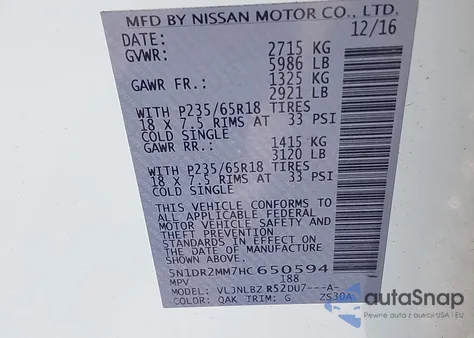 MFD BY NISSAN MOTOR CO., LTD.
DATE: 12/16
GVWR: 2715 KG
5986 LB
GAWR FR.: 1325 KG
2921 LB
WITH P235/65R18 TIRES
18 X 7.5 RIMS AT 33 PSI
COLD SINGLE
GAWR RR.: 1415 KG
3120 LB
WITH P235/65R18 TIRES
18 X 7.5 RIMS AT 33 PSI
COLD SINGLE
THIS VEHICLE CONFORMS TO
ALL APPLICABLE FEDERAL
MOTOR VEHICLE SAFETY AND
THEFT PREVENTION
STANDARDS IN EFFECT ON
THE DATE OF MANUFACTURE
SHOWN ABOVE.
5N1DR2MM7HC650594
MPV I88
MODEL: VLJNLBZ R52DU7---A-
COLOR: QAK TRIM: G ZS30A
autaSnap
Pewne auta z aukcji USA i EU